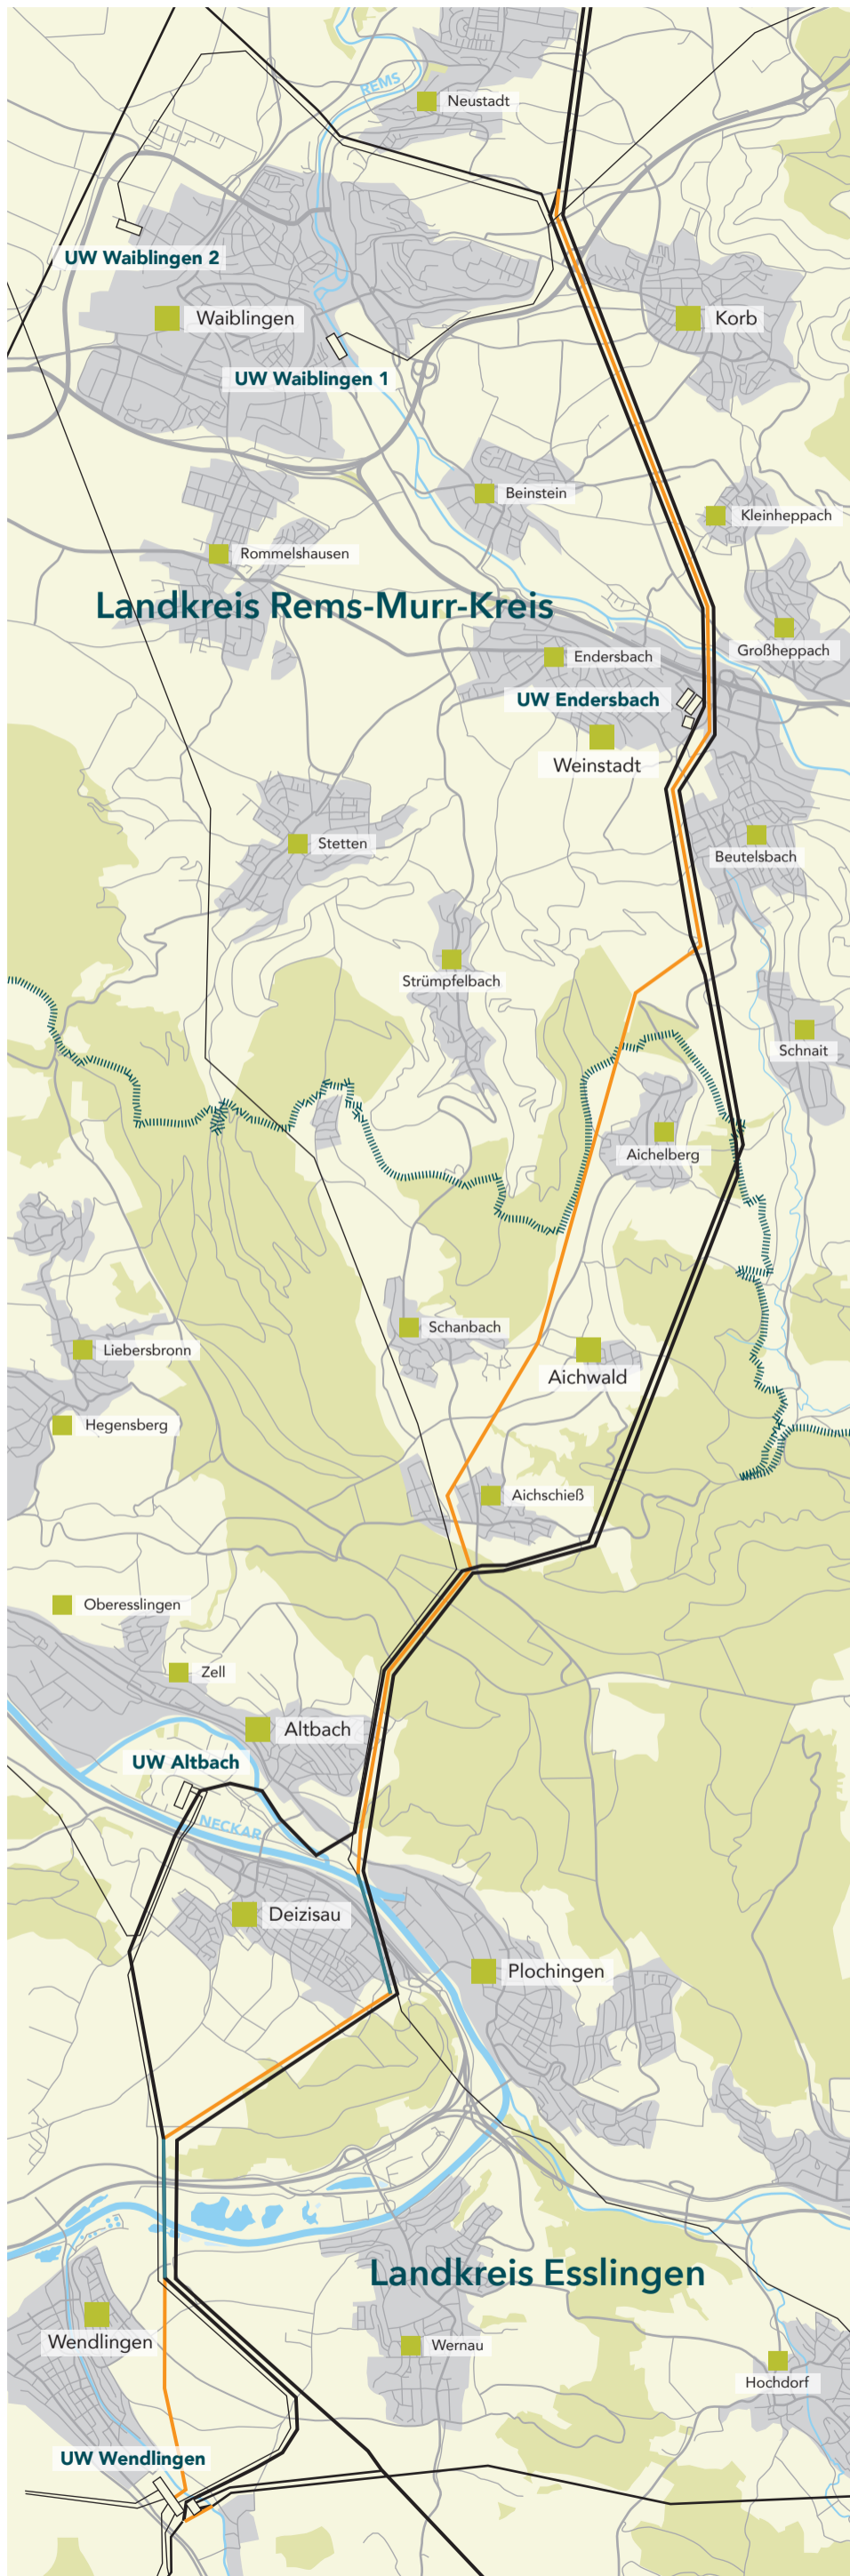 REMS
Neustadt
UW Waiblingen 2
Waiblingen
Korb
UW Waiblingen 1
Beinstein
Kleinheppach
Rommelshausen
Landkreis Rems-Murr-Kreis
Großheppach
Endersbach
UW Endersbach
Weinstadt
Stetten
Beutelsbach
Strümpfelbach
Schnait
Aichelberg
Schanbach
Liebersbronn
Aichwald
Hegensberg
Aichschieß
Oberesslingen
Zell
Altbach
UW Altbach
NECKAR
Deizisau
Plochingen
Landkreis Esslingen
Wendlingen
Wernau
Hochdorf
UW Wendlingen